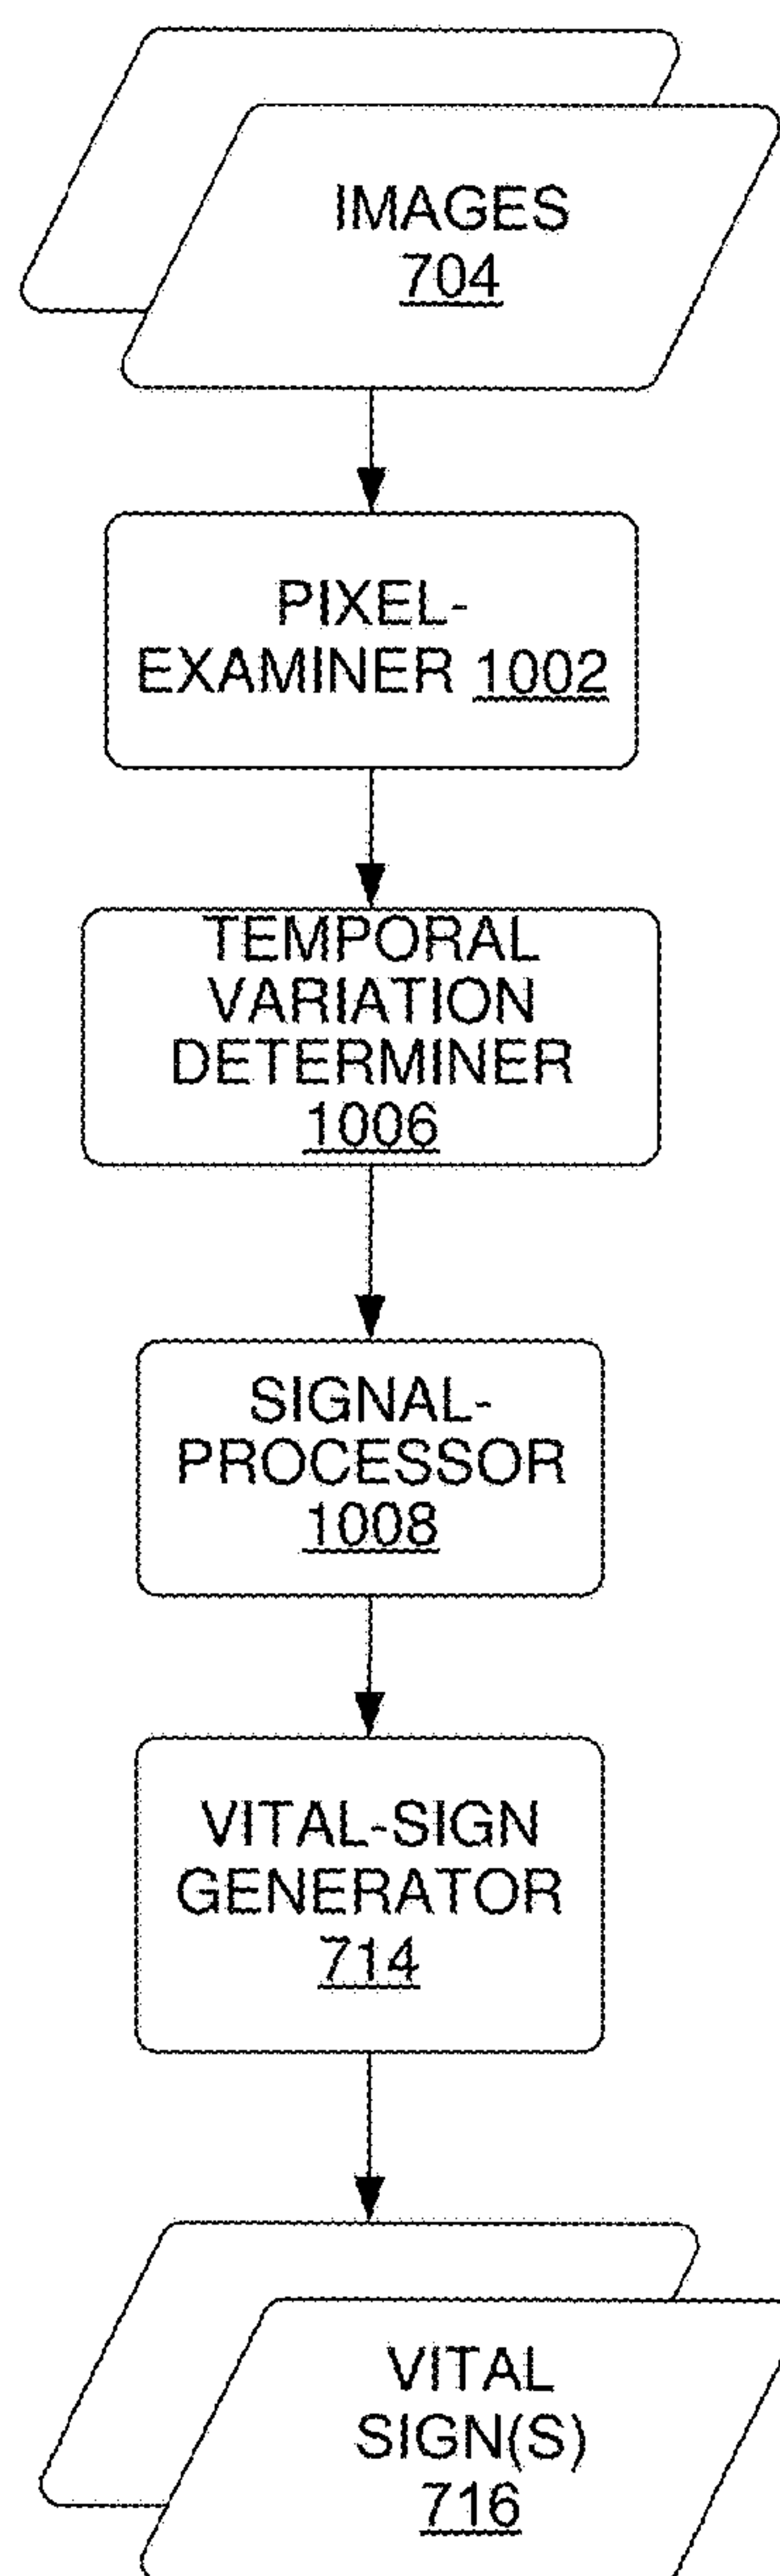 IMAGES
704
PIXEL-
EXAMINER 1002
TEMPORAL
VARIATION
DETERMINER
1006
SIGNAL-
PROCESSOR
1008
VITAL-SIGN
GENERATOR
714
VITAL
SIGN(S)
716